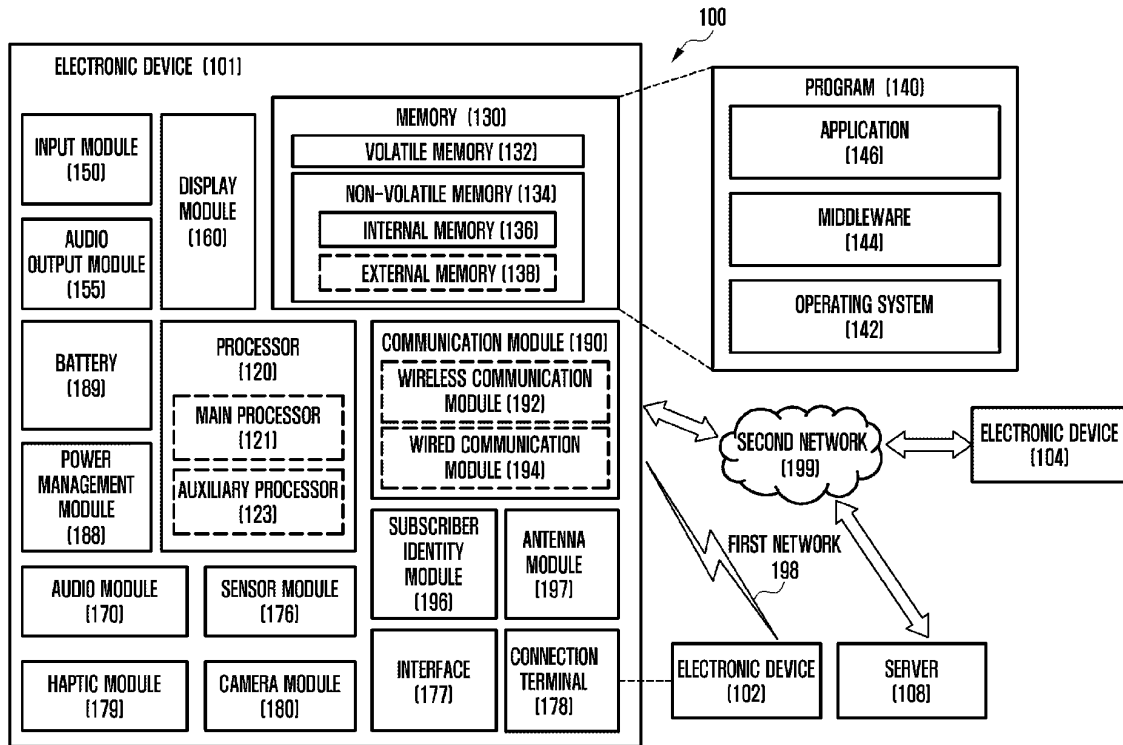 100
ELECTRONIC DEVICE (101)
INPUT MODULE
(150)
AUDIO
OUTPUT MODULE
(155)
BATTERY
(189)
POWER
MANAGEMENT
MODULE
(188)
DISPLAY
MODULE
(160)
MEMORY (130)
VOLATILE MEMORY (132)
NON-VOLATILE MEMORY (134)
INTERNAL MEMORY (136)
EXTERNAL MEMORY (138)
PROCESSOR
(120)
MAIN PROCESSOR
(121)
AUXILIARY PROCESSOR
(123)
COMMUNICATION MODULE (190)
WIRELESS COMMUNICATION
MODULE (192)
WIRED COMMUNICATION
MODULE (194)
SUBSCRIBER
IDENTITY
MODULE
(196)
ANTENNA
MODULE
(197)
AUDIO MODULE
(170)
SENSOR MODULE
(176)
INTERFACE
(177)
CONNECTION
TERMINAL
(178)
HAPTIC MODULE
(179)
CAMERA MODULE
(180)
PROGRAM (140)
APPLICATION
(146)
MIDDLEWARE
(144)
OPERATING SYSTEM
(142)
SECOND NETWORK
(199)
ELECTRONIC DEVICE
(104)
FIRST NETWORK
198
ELECTRONIC DEVICE
(102)
SERVER
(108)